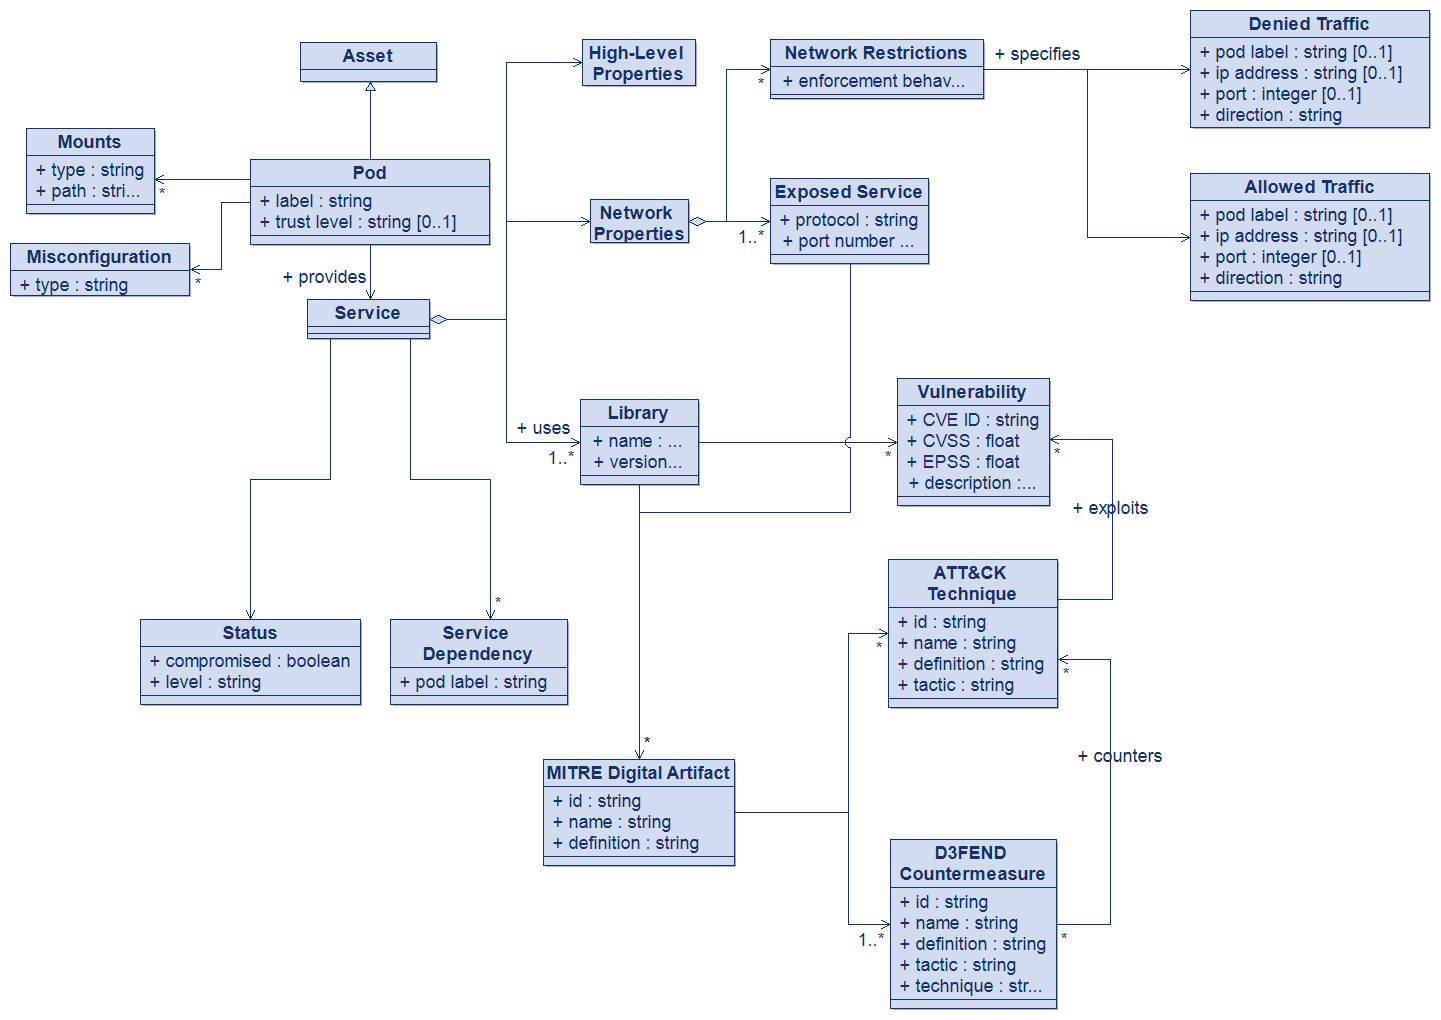 Asset
High-Level
Properties
Network Restrictions
+ enforcement behav...
*
+ specifies
Denied Traffic
+ pod label : string [0..1]
+ ip address : string [0..1]
+ port : integer [0..1]
+ direction : string
Mounts
+ type : string
+ path : stri...
*
Pod
+ label : string
+ trust level : string [0..1]
Misconfiguration
+ type : string
*
+ provides
Network
Properties
Exposed Service
+ protocol : string
+ port number ...
1..*
Allowed Traffic
+ pod label : string [0..1]
+ ip address : string [0..1]
+ port : integer [0..1]
+ direction : string
Service
+ uses
1..*
Library
+ name : ...
+ version...
Vulnerability
+ CVE ID : string
+ CVSS : float
+ EPSS : float
+ description :...
*
*
+ exploits
ATT&CK
Technique
+ id : string
+ name : string
+ definition : string
+ tactic : string
*
*
Status
+ compromised : boolean
+ level : string
*
Service
Dependency
+ pod label : string
*
MITRE Digital Artifact
+ id : string
+ name : string
+ definition : string
+ counters
D3FEND
Countermeasure
+ id : string
+ name : string
+ definition : string
+ tactic : string
+ technique : str...
1..*
*